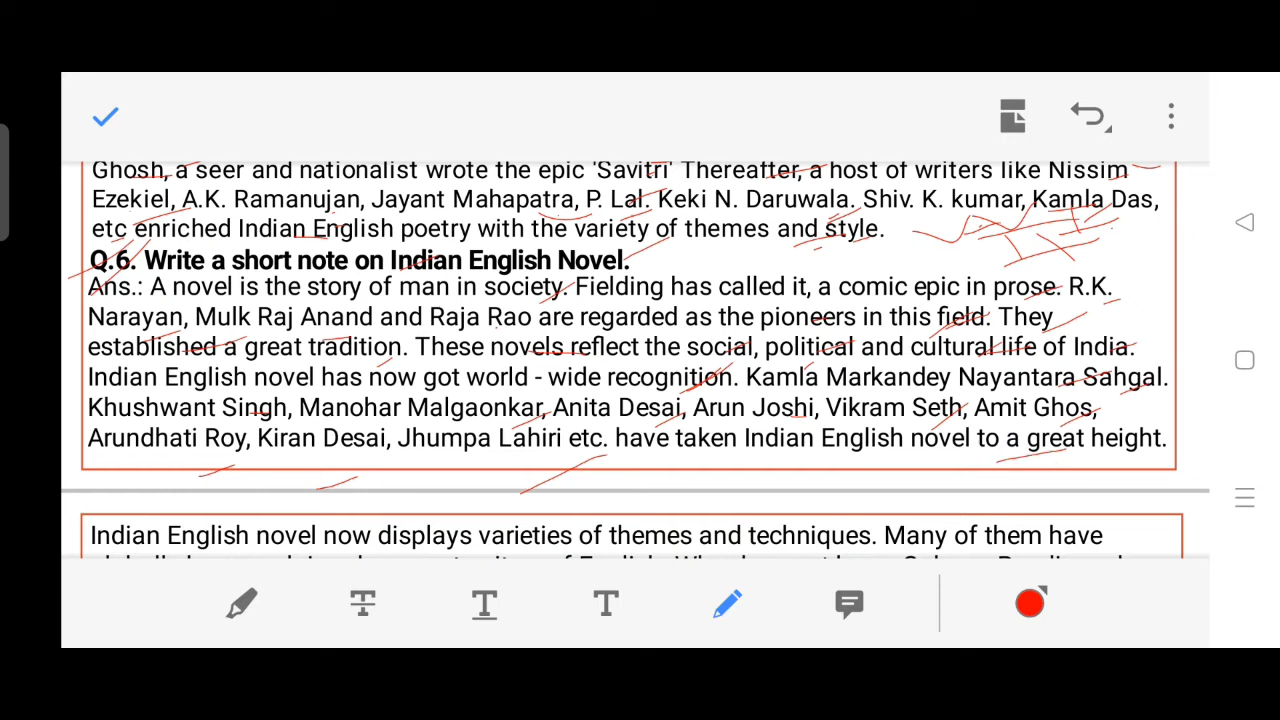 Ghosh, a seer and nationalist wrote the epic 'Savitri' Thereafter, a host of writers like Nissim
Ezekiel, A.K. Ramanujan, Jayant Mahapatra, P. Lal. Keki N. Daruwala. Shiv. K. kumar, Kamla Das,
etc enriched Indian English poetry with the variety of themes and style.
Q.6. Write a short note on Indian English Novel.
Ans.: A novel is the story of man in society. Fielding has called it, a comic epic in prose. R.K.
Narayan, Mulk Raj Anand and Raja Rao are regarded as the pioneers in this field. They
established a great tradition. These novels reflect the social, political and cultural life of India.
Indian English novel has now got world - wide recognition. Kamla Markandey Nayantara Sahgal.
Khushwant Singh, Manohar Malgaonkar, Anita Desai, Arun Joshi, Vikram Seth, Amit Ghos,
Arundhati Roy, Kiran Desai, Jhumpa Lahiri etc. have taken Indian English novel to a great height.
Indian English novel now displays varieties of themes and techniques. Many of them have